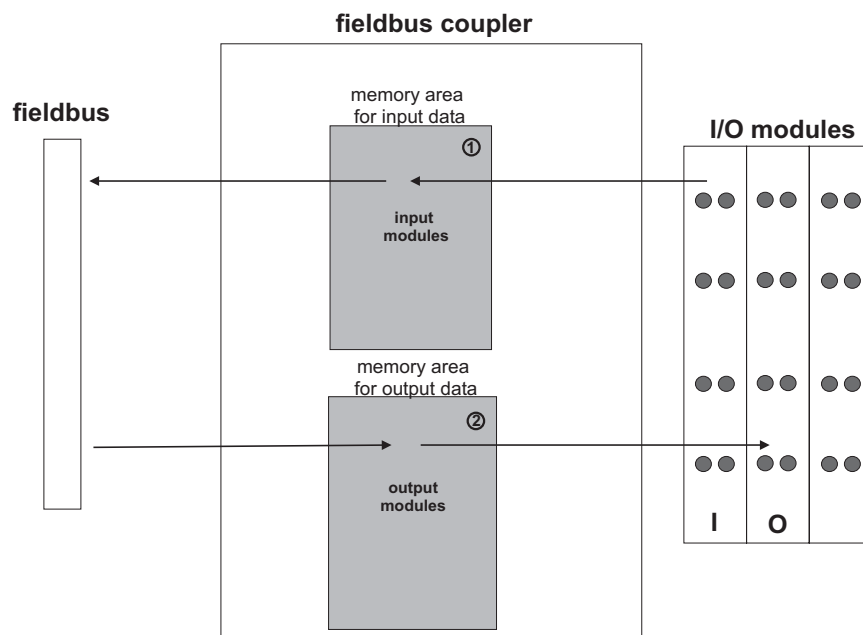 fieldbus coupler
fieldbus
memory area
for input data
I/O modules
①
input
modules
memory area
for output data
②
output
modules
I
O